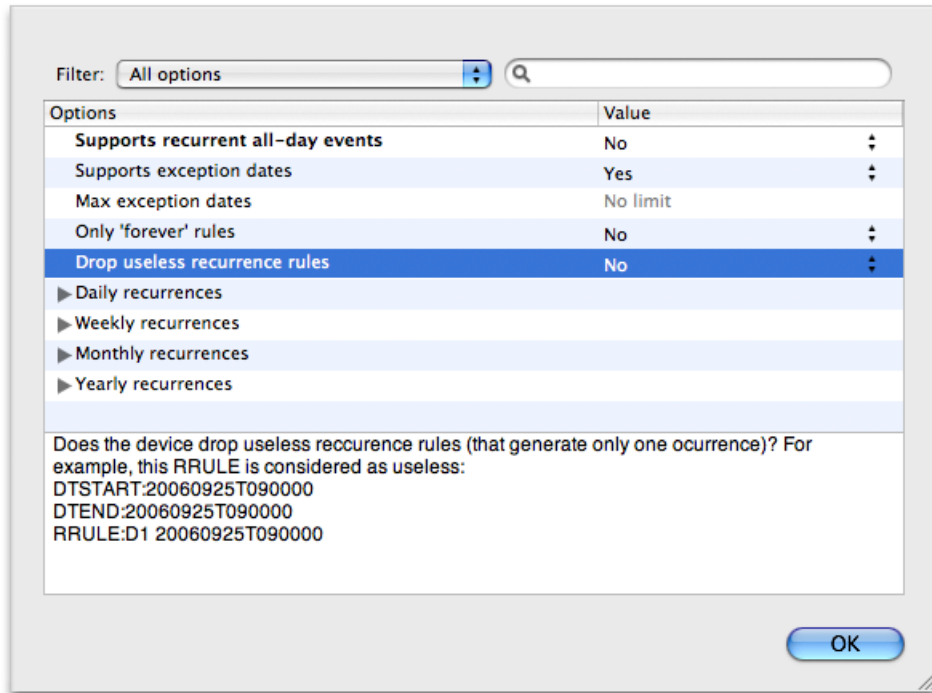 Filter: All options
Options Value
Supports recurrent all-day events No
Supports exception dates Yes
Max exception dates No limit
Only 'forever' rules No
Drop useless recurrence rules No
Daily recurrences
Weekly recurrences
Monthly recurrences
Yearly recurrences
Does the device drop useless reccurence rules (that generate only one ocurrence)? For
example, this RRULE is considered as useless:
DTSTART:20060925T090000
DTEND:20060925T090000
RRULE:D1 20060925T090000
OK